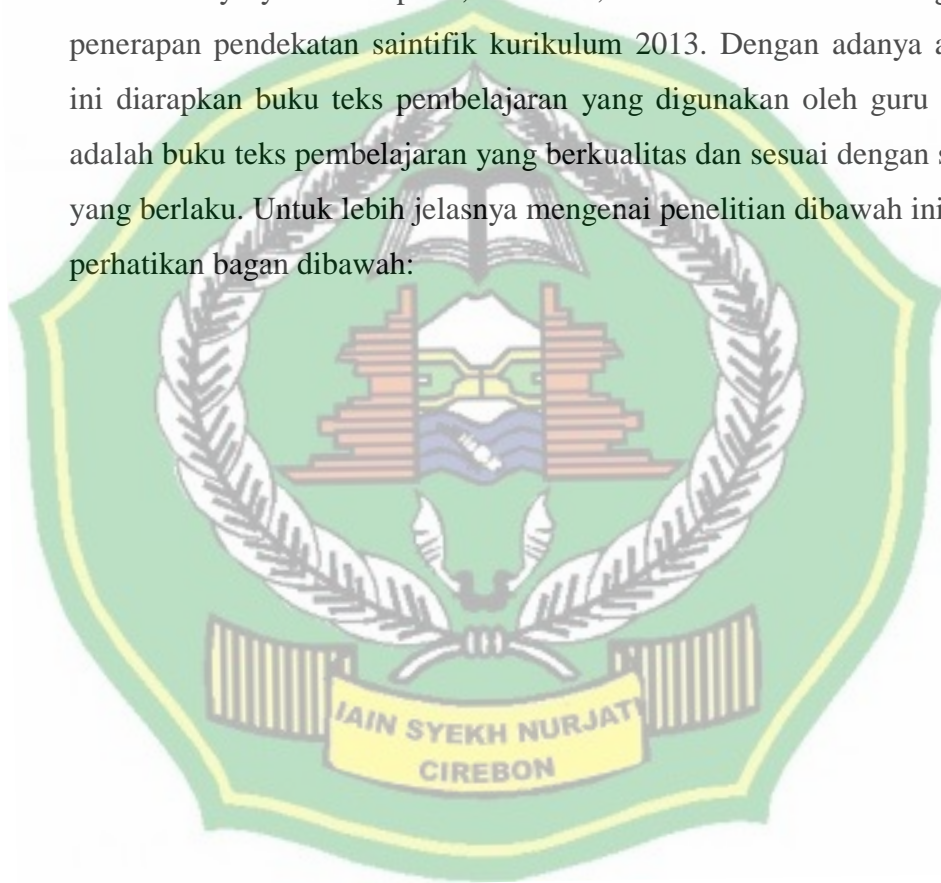 penerapan pendekatan saintifik kurikulum 2013. Dengan adanya
ini diarapkan buku teks pembelajaran yang digunakan oleh guru
adalah buku teks pembelajaran yang berkualitas dan sesuai dengan
yang berlaku. Untuk lebih jelasnya mengenai penelitian dibawah ini
perhatikan bagan dibawah:
IAIN SYEKH NURJATI
CIREBON